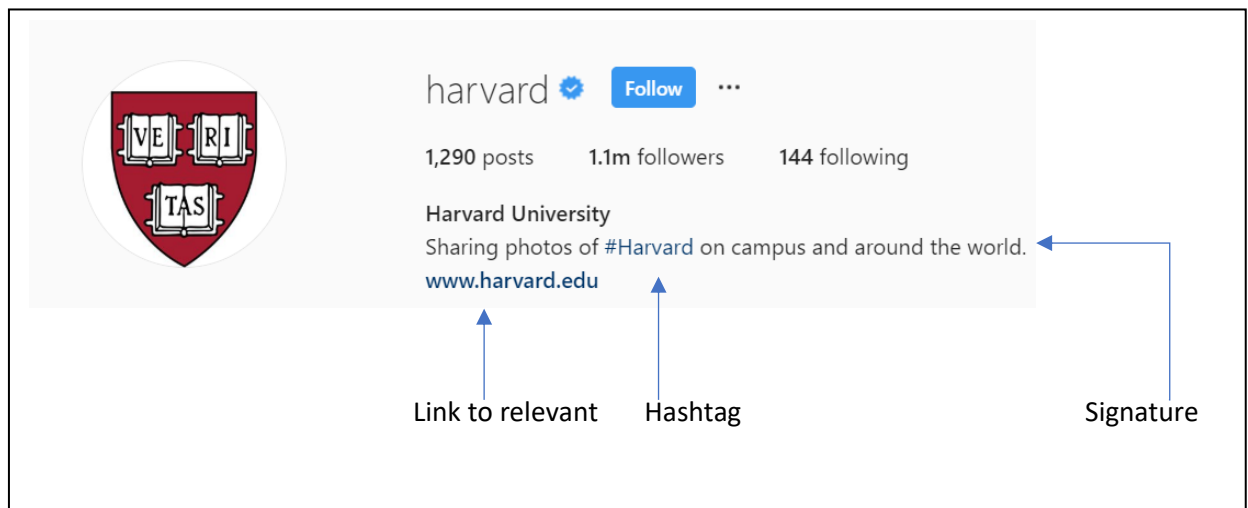 harvard Follow ...
VE RI
1,290 posts 1.1m followers 144 following
TAS
Harvard University
Sharing photos of #Harvard on campus and around the world.
www.harvard.edu
Link to relevant Hashtag Signature